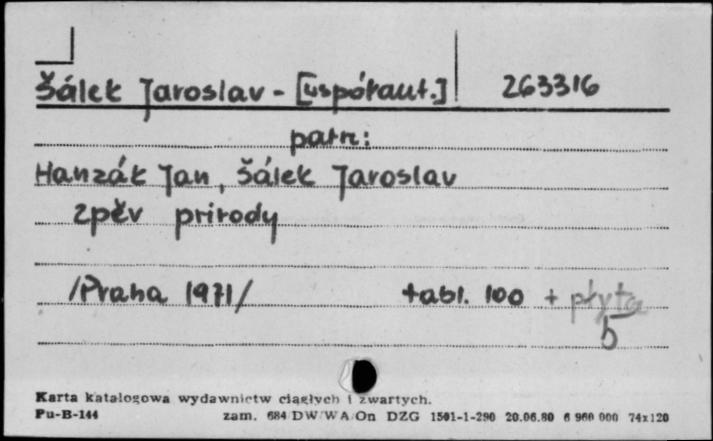 Šálek Jaroslav - [współaut.] 263316
patrz:
Hanzák Jan, Šálek Jaroslav
zpěv prirody
/Praha 1971/ tabl. 100 + płyta
5
Karta katalogowa wydawnictw ciągłych i zwartych.
Pu-B-144 zam. 684/DW/WA/On DZG 1501-1-290 20.06.80 6 960 000 74x120